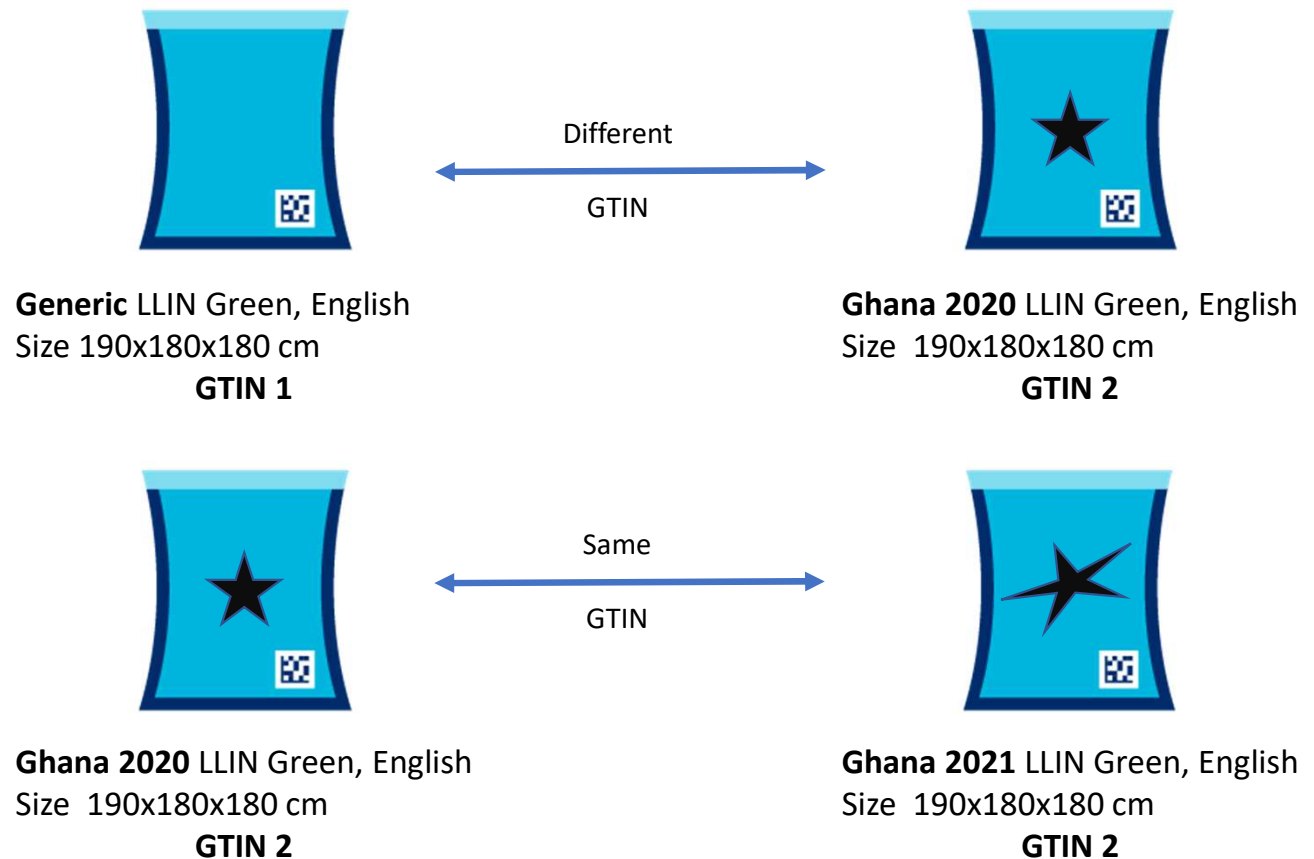 Different
GTIN
Generic LLIN Green, English
Size 190x180x180 cm
GTIN 1
Ghana 2020 LLIN Green, English
Size  190x180x180 cm
GTIN 2
Same
GTIN
Ghana 2020 LLIN Green, English
Size  190x180x180 cm
GTIN 2
Ghana 2021 LLIN Green, English
Size  190x180x180 cm
GTIN 2